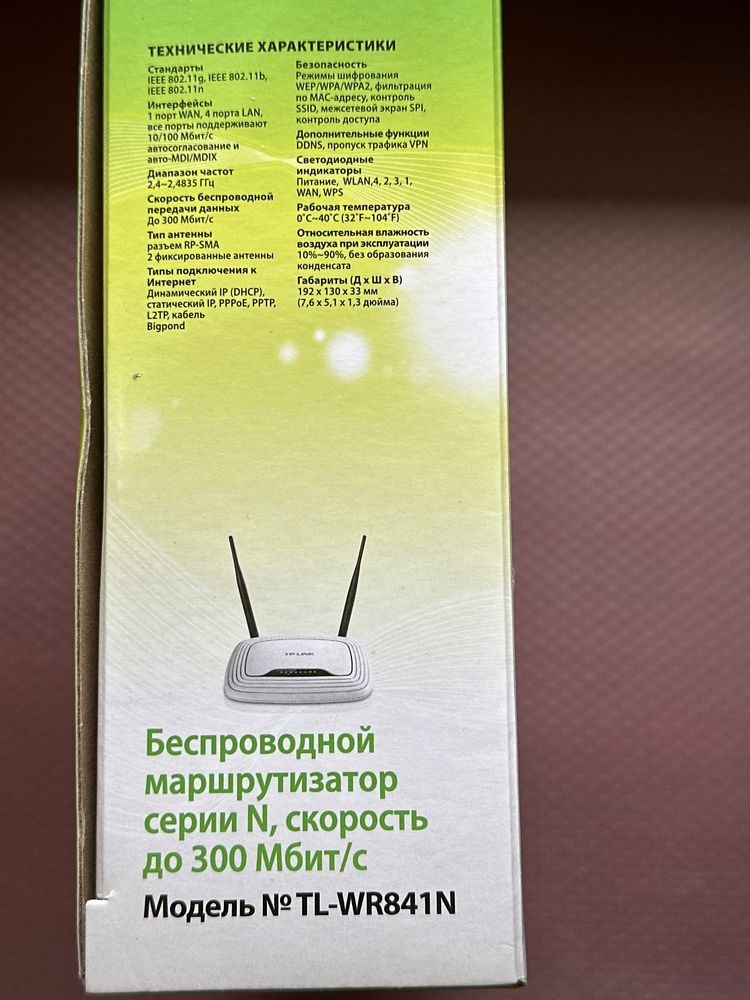 ТЕХНИЧЕСКИЕ ХАРАКТЕРИСТИКИ
Стандарты
IEEE 802.11g, IEEE 802.11b,
IEEE 802.11n
Интерфейсы
1 порт WAN, 4 порта LAN,
все порты поддерживают
10/100 Мбит/с
автосогласование и
авто-MDI/MDIX
Диапазон частот
2,4~2,4835 ГГц
Скорость беспроводной
передачи данных
До 300 Мбит/с
Тип антенны
разъем RP-SMA
2 фиксированные антенны
Типы подключения к
Интернет
Динамический IP (DHCP),
статический IP, PPPoE, PPTP,
L2TP, кабель
Bigpond
Безопасность
Режимы шифрования
WEP/WPA/WPA2, фильтрация
по MAC-адресу, контроль
SSID, межсетевой экран SPI,
контроль доступа
Дополнительные функции
DDNS, пропуск трафика VPN
Светодиодные
индикаторы
Питание, WLAN,4, 2, 3, 1,
WAN, WPS
Рабочая температура
0˚C~40˚C (32˚F~104˚F)
Относительная влажность
воздуха при эксплуатации
10%~90%, без образования
конденсата
Габариты (Д x Ш x В)
192 x 130 x 33 мм
(7,6 x 5,1 x 1,3 дюйма)
TP-LINK
Беспроводной
маршрутизатор
серии N, скорость
до 300 Мбит/с
Модель № TL-WR841N